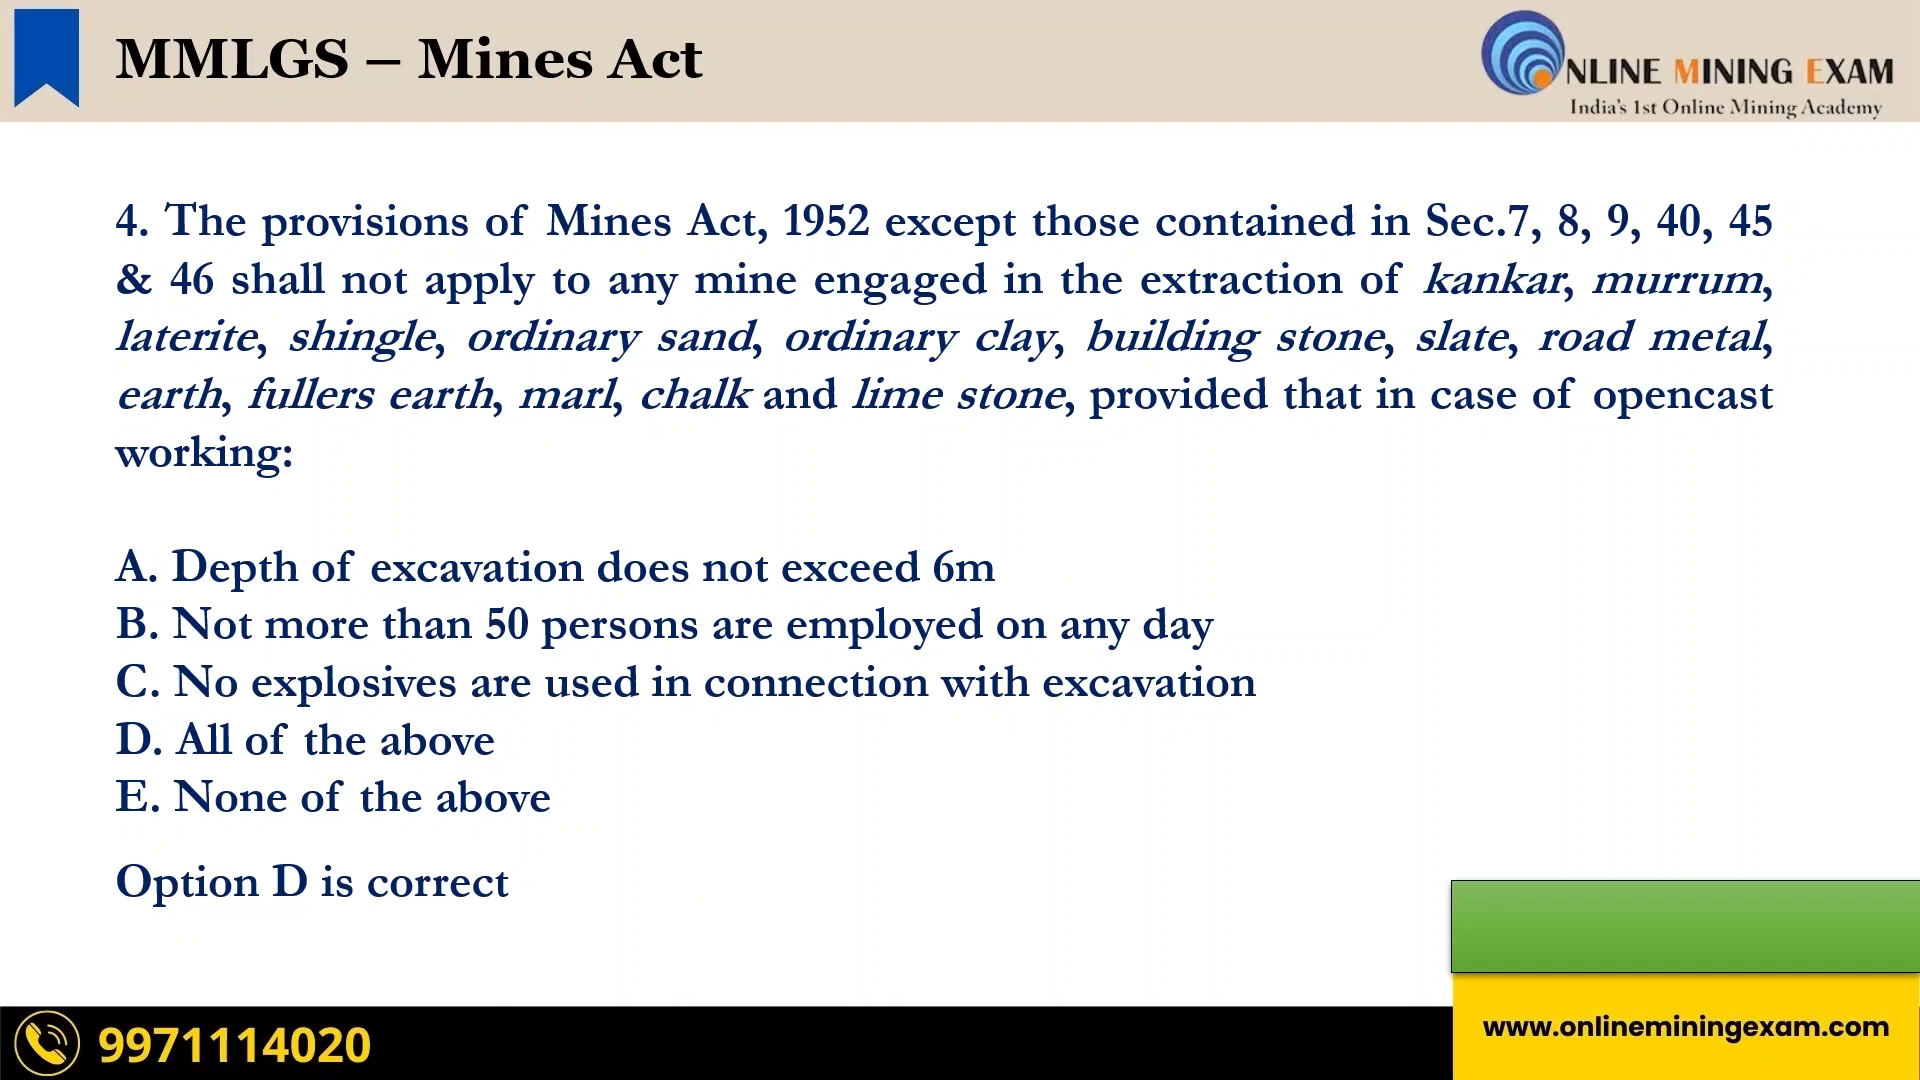 MMLGS – Mines Act
NLINE MINING EXAM
India's 1st Online Mining Academy
4. The provisions of Mines Act, 1952 except those contained in Sec.7, 8, 9, 40, 45
& 46 shall not apply to any mine engaged in the extraction of kankar, murrum,
laterite, shingle, ordinary sand, ordinary clay, building stone, slate, road metal,
earth, fullers earth, marl, chalk and lime stone, provided that in case of opencast
working:
A. Depth of excavation does not exceed 6m
B. Not more than 50 persons are employed on any day
C. No explosives are used in connection with excavation
D. All of the above
E. None of the above
Option D is correct
9971114020
www.onlineminingexam.com